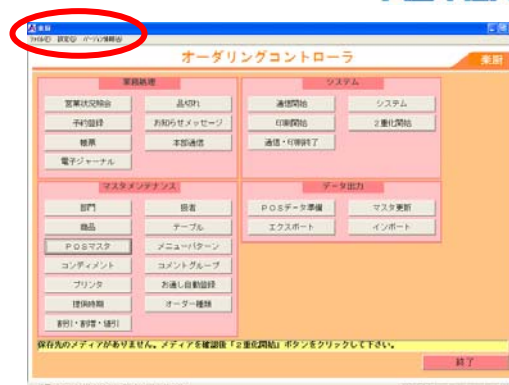 東厨
ファイル(F) 設定(S) バージョン情報(V)
オーダリングコントローラ
東厨
業務処理
システム
営業状況照会
品切れ
通信開始
システム
予約登録
お知らせメッセージ
印刷開始
2重化開始
帳票
本部通信
通信・印刷終了
電子ジャーナル
マスタメンテナンス
データ出力
部門
担者
POSデータ準備
マスタ更新
商品
テーブル
エクスポート
インポート
POSマスタ
メニューパターン
コンディメント
コメントグループ
プリンタ
お通し自動登録
提供時期
オーダー種類
割引・割増・値引
保存先のメディアがありません。メディアを確認後「2重化開始」ボタンをクリックして下さい。
終了